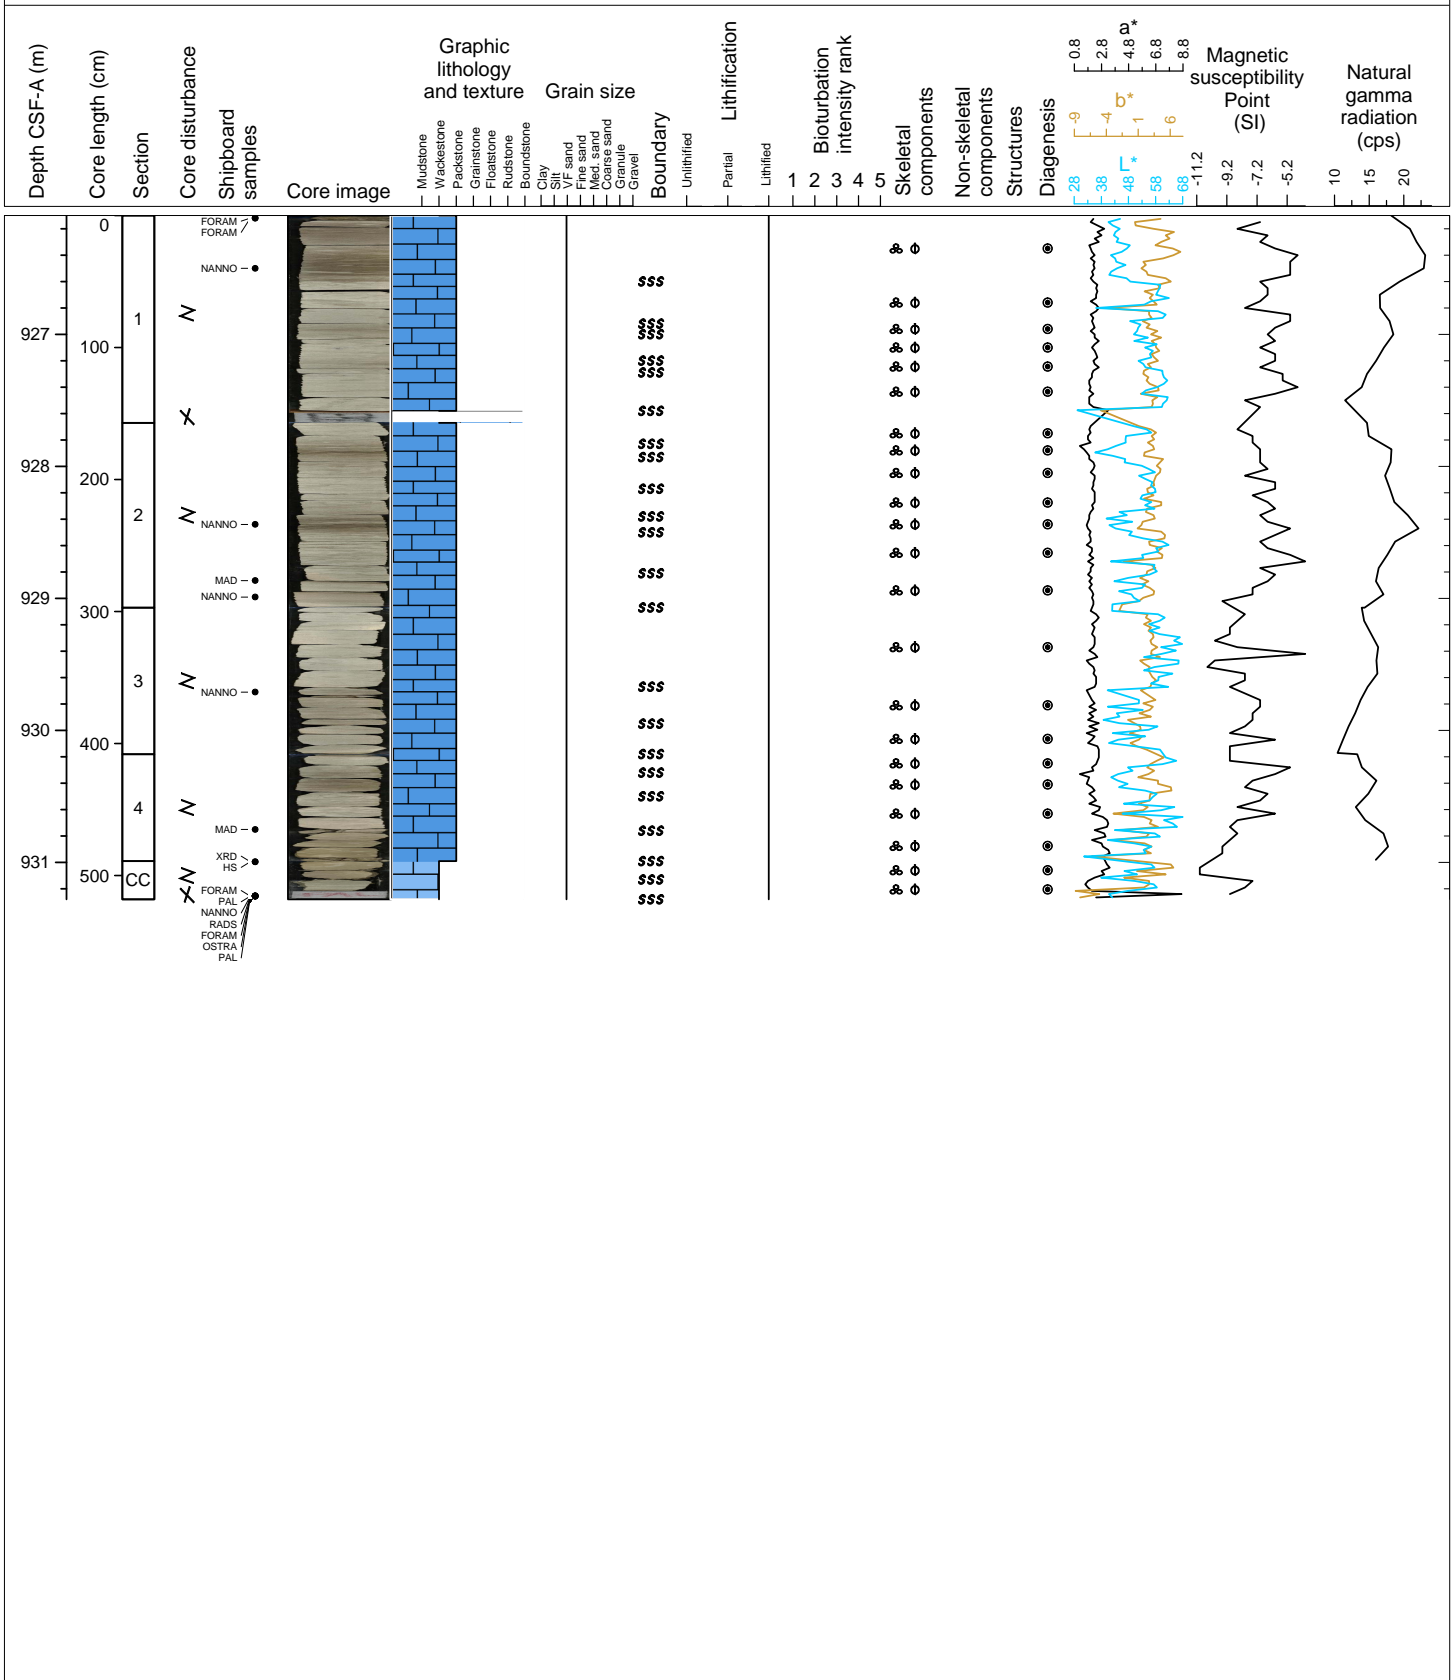 Depth CSF-A (m)
Core length (cm)
Section
Core disturbance
Shipboard
samples
Core image
Graphic
lithology
and texture
Mudstone
Wackestone
Packstone
Grainstone
Floatstone
Rudstone
Boundstone
Grain size
Clay
Silt
VF sand
Fine sand
Med. sand
Coarse sand
Granule
Gravel
Boundary
Lithification
Unlithified
Partial
Lithified
Bioturbation
intensity rank
1 2 3 4 5
Skeletal
components
Non-skeletal
components
Structures
Diagenesis
a*
0.8 2.8 4.8 6.8 8.8
b*
-9 -4 1 6
L*
28 38 48 58 68
Magnetic
susceptibility
Point
(SI)
-11.2 -9.2 -7.2 -5.2
Natural
gamma
radiation
(cps)
10 15 20
0
FORAM
FORAM
NANNO
1
927
100
928
200
2
NANNO
MAD
929
NANNO
300
3
NANNO
930
400
4
MAD
XRD
931
HS
500
CC
FORAM
PAL
NANNO
RADS
FORAM
OSTRA
PAL